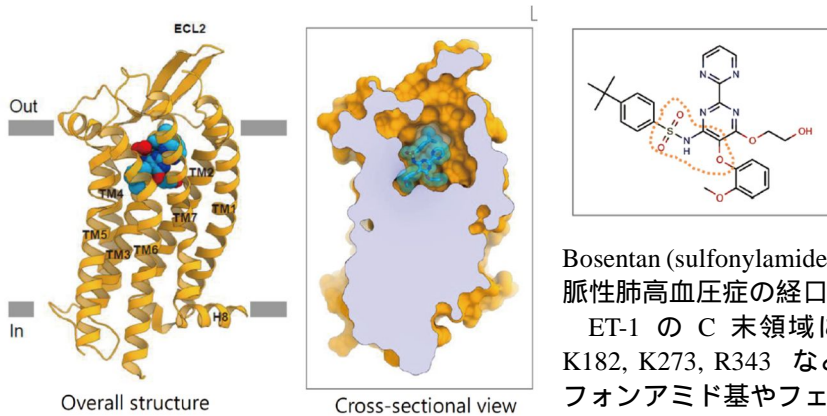 ECL2
Out
TM4
TM2
TM1
TM7
TM5
TM3
TM6
In
H8
Overall structure
Cross-sectional view
N
N
N
N
O
S
O
NH
O
OH
O
O
Bosentan (sulfonylamide
脈性肺高血圧症の経口
ET-1 の C 末領域に
K182, K273, R343 な
フォンアミド基やフェ